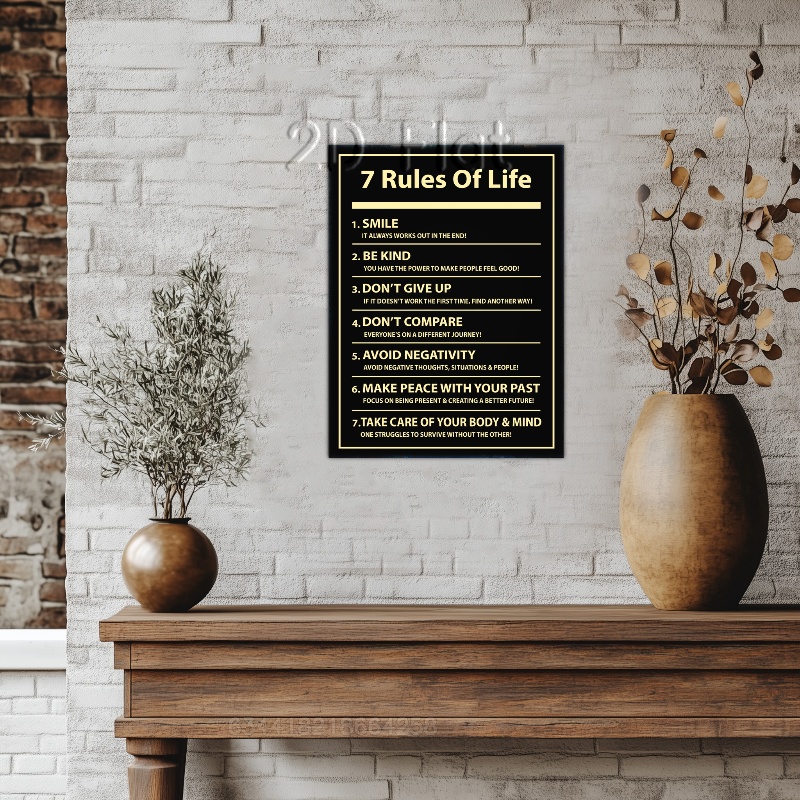 2D Flat
7 Rules Of Life
1. SMILE
IT ALWAYS WORKS OUT IN THE END!
2. BE KIND
YOU HAVE THE POWER TO MAKE PEOPLE FEEL GOOD!
3. DON'T GIVE UP
IF IT DOESN'T WORK THE FIRST TIME, FIND ANOTHER WAY!
4. DON'T COMPARE
EVERYONE'S ON A DIFFERENT JOURNEY!
5. AVOID NEGATIVITY
AVOID NEGATIVE THOUGHTS, SITUATIONS & PEOPLE!
6. MAKE PEACE WITH YOUR PAST
FOCUS ON BEING PRESENT & CREATING A BETTER FUTURE!
7.TAKE CARE OF YOUR BODY & MIND
ONE STRUGGLES TO SURVIVE WITHOUT THE OTHER!